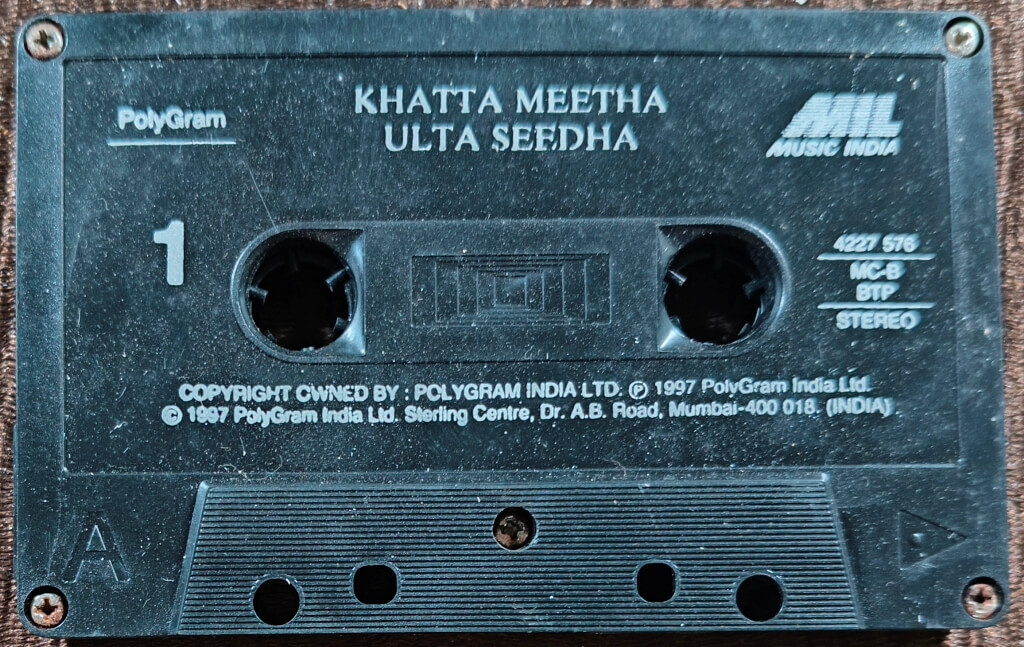 PolyGram
KHATTA MEETHA
ULTA SEEDHA
MIL
MUSIC INDIA
1
4227 576
MC-B
BTP
STEREO
COPYRIGHT OWNED BY : POLYGRAM INDIA LTD. ℗ 1997 PolyGram India Ltd.
© 1997 PolyGram India Ltd. Sterling Centre, Dr. A.B. Road, Mumbai-400 018. (INDIA)
A